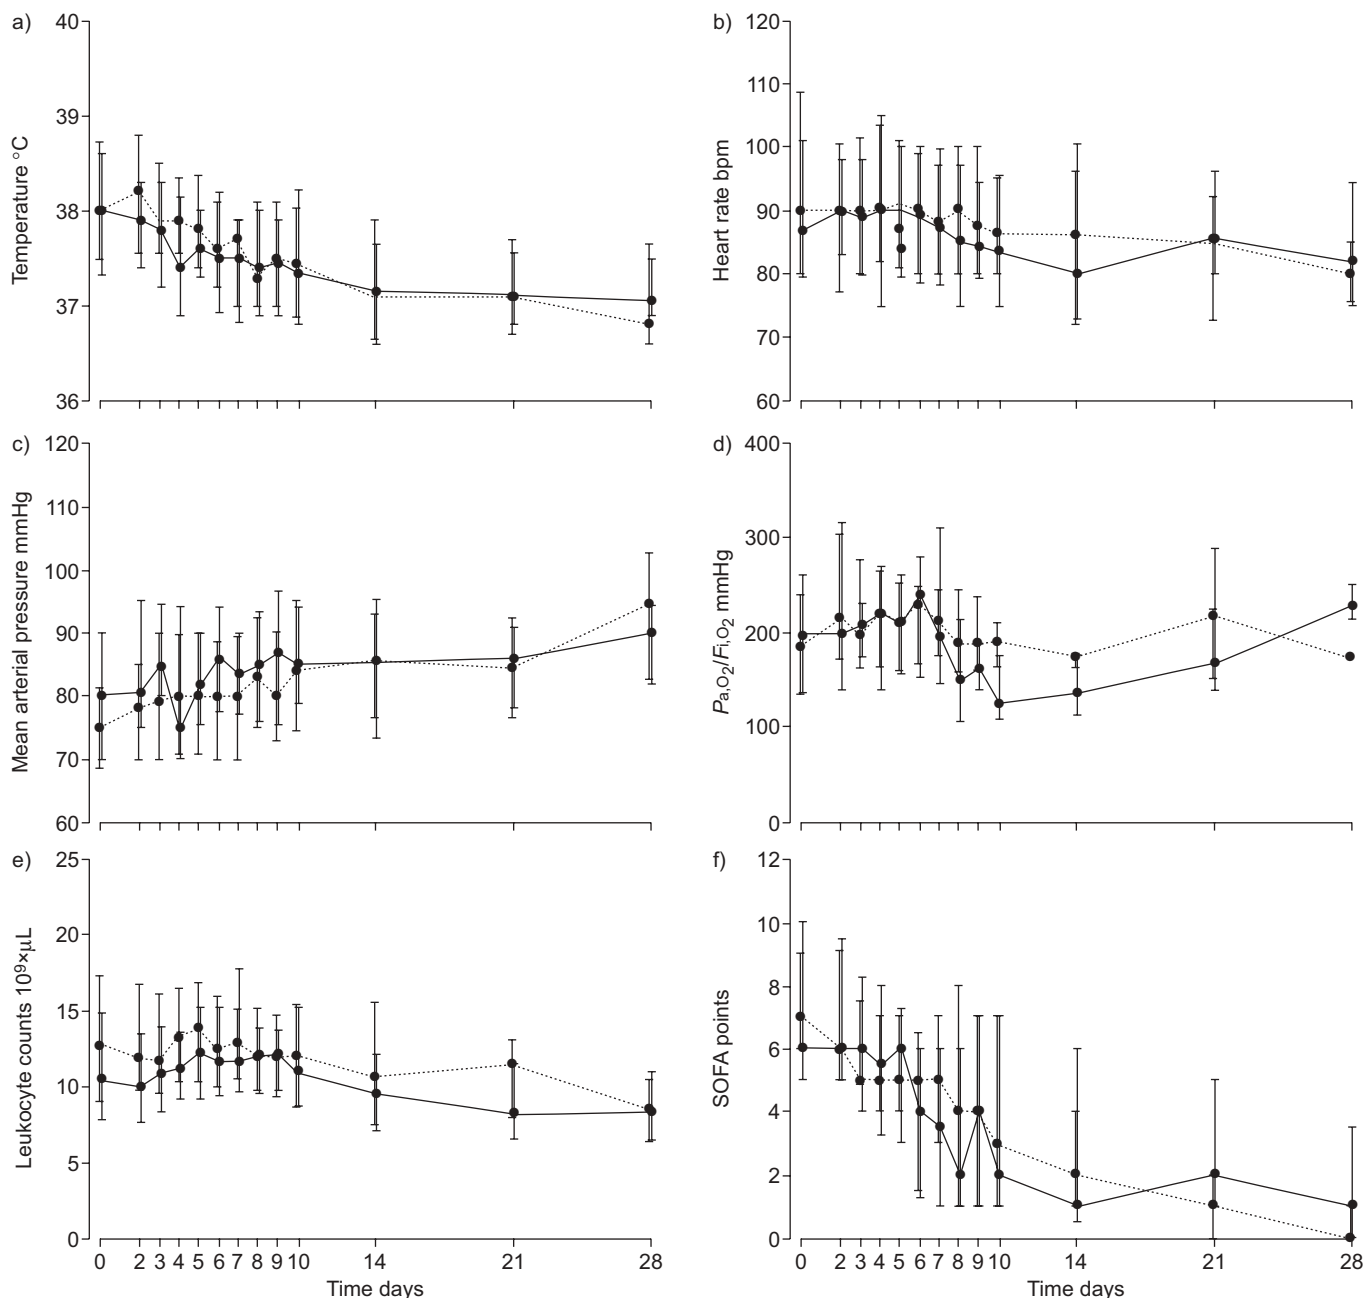 a)
Temperature °C
40
39
38
37
36
b)
Heart rate bpm
120
110
100
90
80
70
60
c)
Mean arterial pressure mmHg
120
110
100
90
80
70
60
d)
Pa,O2/Fi,O2 mmHg
400
300
200
100
0
e)
Leukocyte counts 10⁹×μL
25
20
15
10
5
0
0 2 3 4 5 6 7 8 9 10 14 21 28
Time days
f)
SOFA points
12
10
8
6
4
2
0
0 2 3 4 5 6 7 8 9 10 14 21 28
Time days